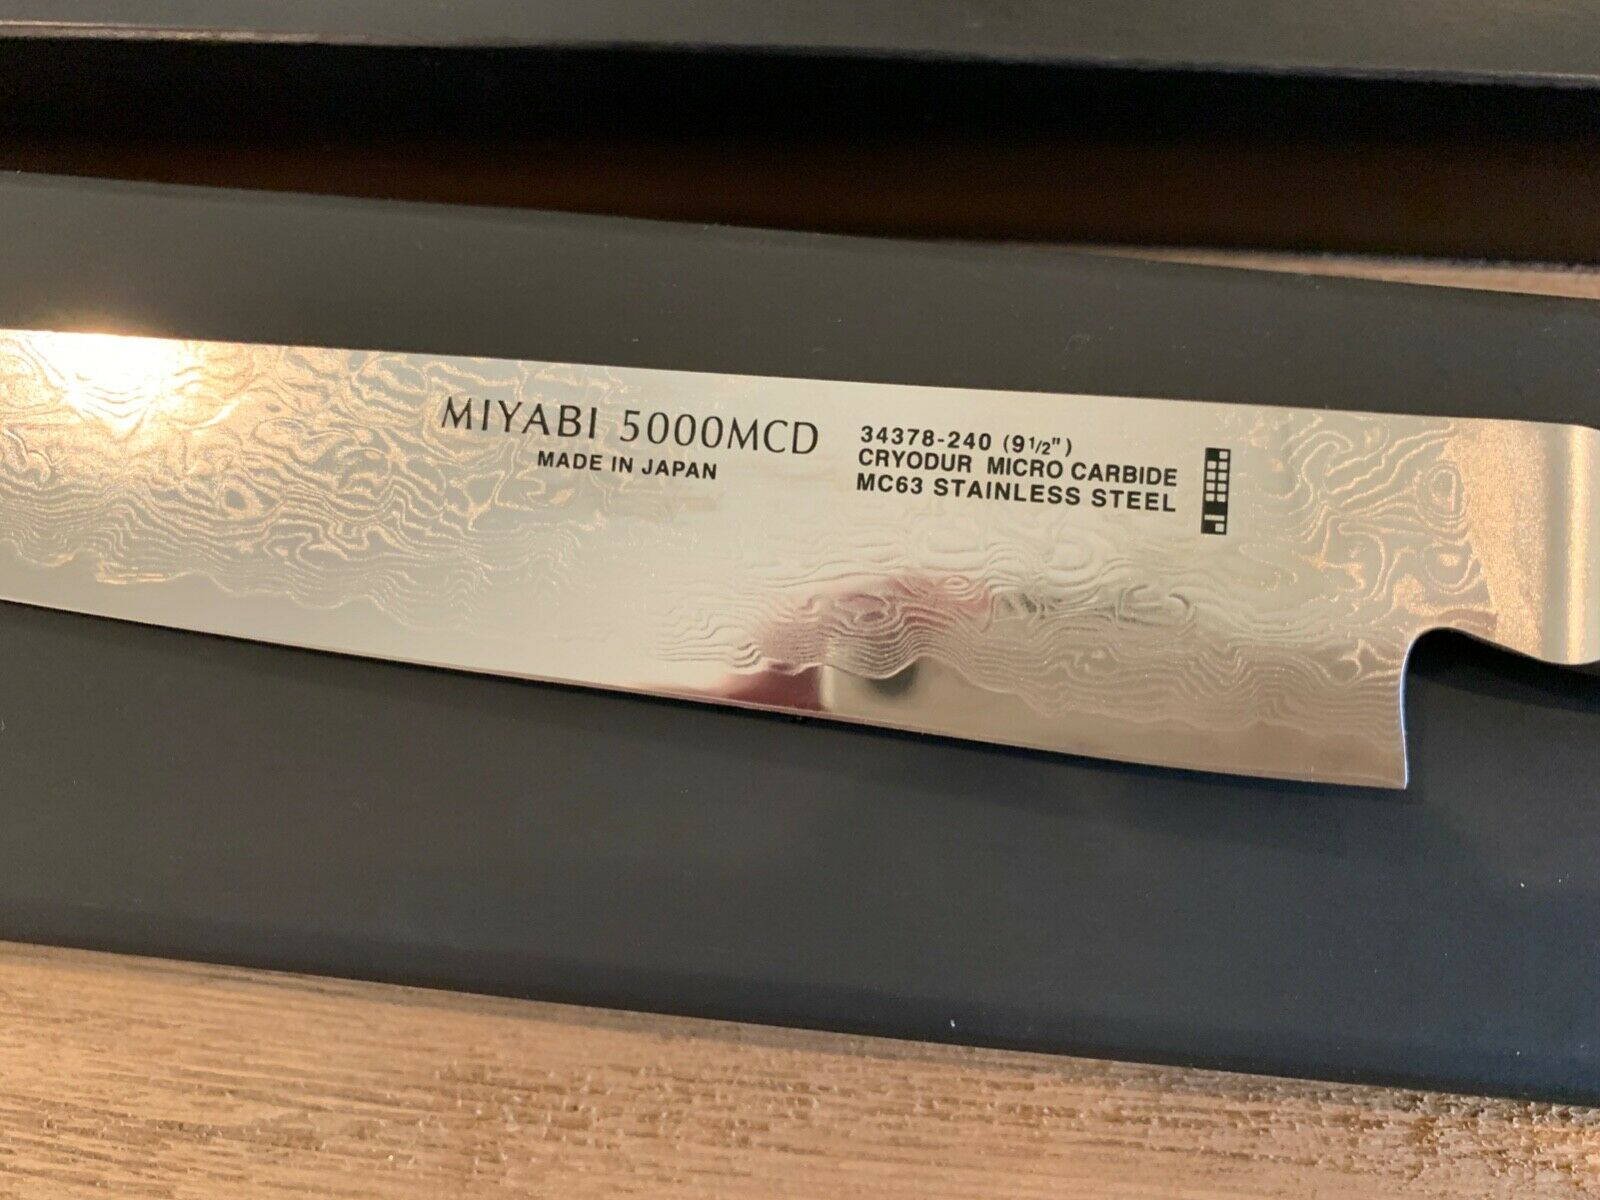 MIYABI 5000MCD
MADE IN JAPAN
34378-240 (9 1/2")
CRYODUR MICRO CARBIDE
MC63 STAINLESS STEEL